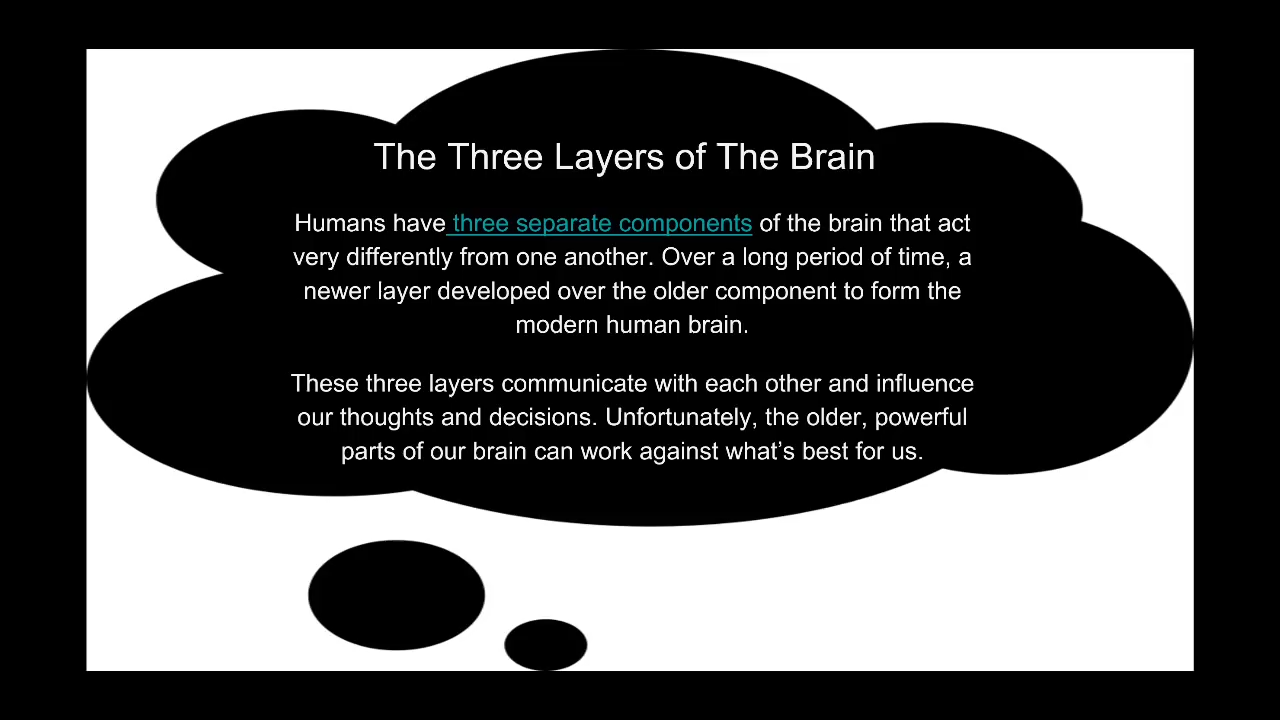 The Three Layers of The Brain
Humans have three separate components of the brain that act
very differently from one another. Over a long period of time, a
newer layer developed over the older component to form the
modern human brain.
These three layers communicate with each other and influence
our thoughts and decisions. Unfortunately, the older, powerful
parts of our brain can work against what’s best for us.